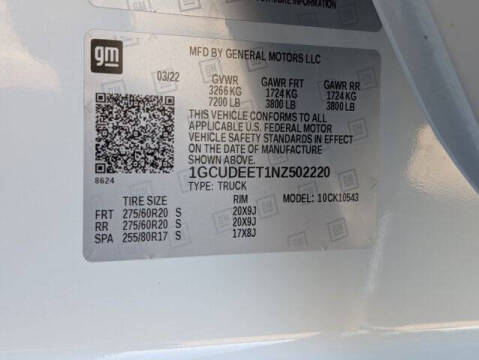 MORE INFORMATION
gm
MFD BY GENERAL MOTORS LLC
03/22 GVWR GAWR FRT GAWR RR
3266 KG 1724 KG 1724 KG
7200 LB 3800 LB 3800 LB
THIS VEHICLE CONFORMS TO ALL
APPLICABLE U.S. FEDERAL MOTOR
VEHICLE SAFETY STANDARDS IN EFFECT
ON THE DATE OF MANUFACTURE
SHOWN ABOVE.
8624
1GCUDEET1NZ502220
TYPE: TRUCK
TIRE SIZE RIM MODEL: 10CK10543
FRT 275/60R20 S 20X9J
RR 275/60R20 S 20X9J
SPA 255/80R17 S 17X8J